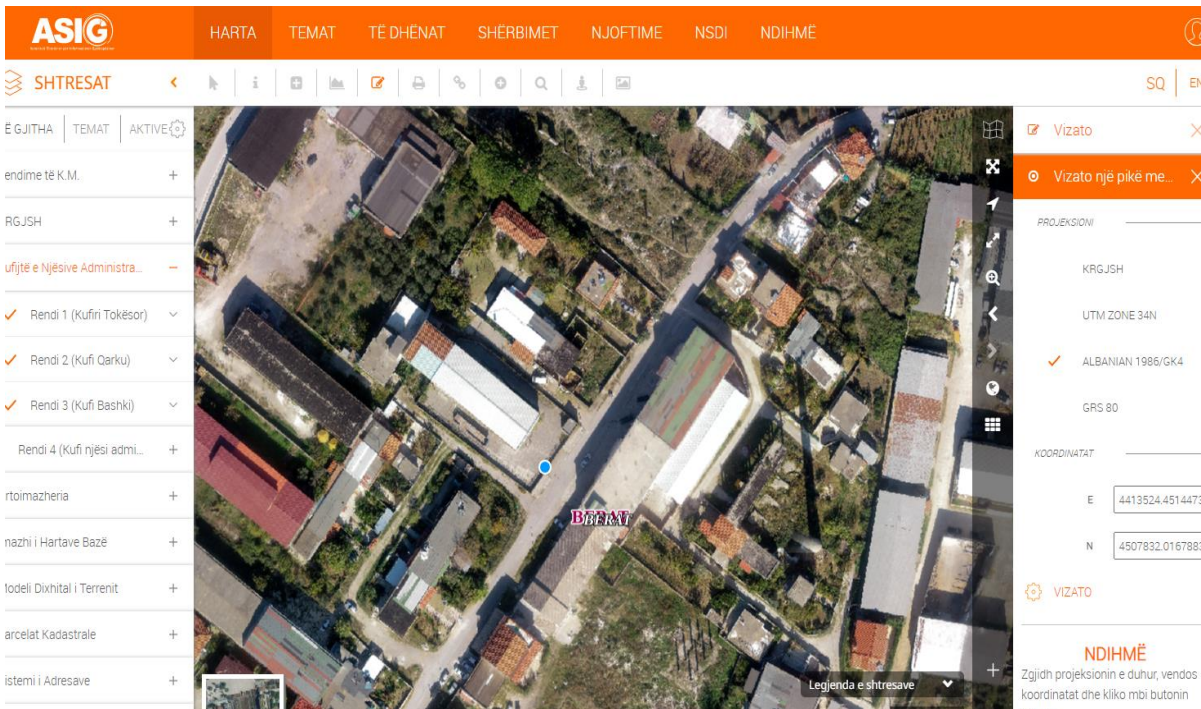 ASIG
HARTA TEMAT TË DHËNAT SHËRBIMET NJOFTIME NSDI NDIHMË
SHTRESAT
SQ EN
Ë GJITHA TEMAT AKTIVE
endime të K.M.
RGJSH
ufijtë e Njësive Administra...
Rendi 1 (Kufiri Tokësor)
Rendi 2 (Kufi Qarku)
Rendi 3 (Kufi Bashki)
Rendi 4 (Kufi njësi admi...
rtoimazheria
mazhi i Hartave Bazë
Modeli Dixhital i Terrenit
arcelat Kadastrale
istemi i Adresave
BERAT
Legjenda e shtresave
Vizato
Vizato një pikë me...
PROJEKSIONI
KRGJSH
UTM ZONE 34N
ALBANIAN 1986/GK4
GRS 80
KOORDINATAT
E 4413524.4514473
N 4507832.0167883
VIZATO
NDIHMË
Zgjidh projeksionin e duhur, vendos
koordinatat dhe kliko mbi butonin